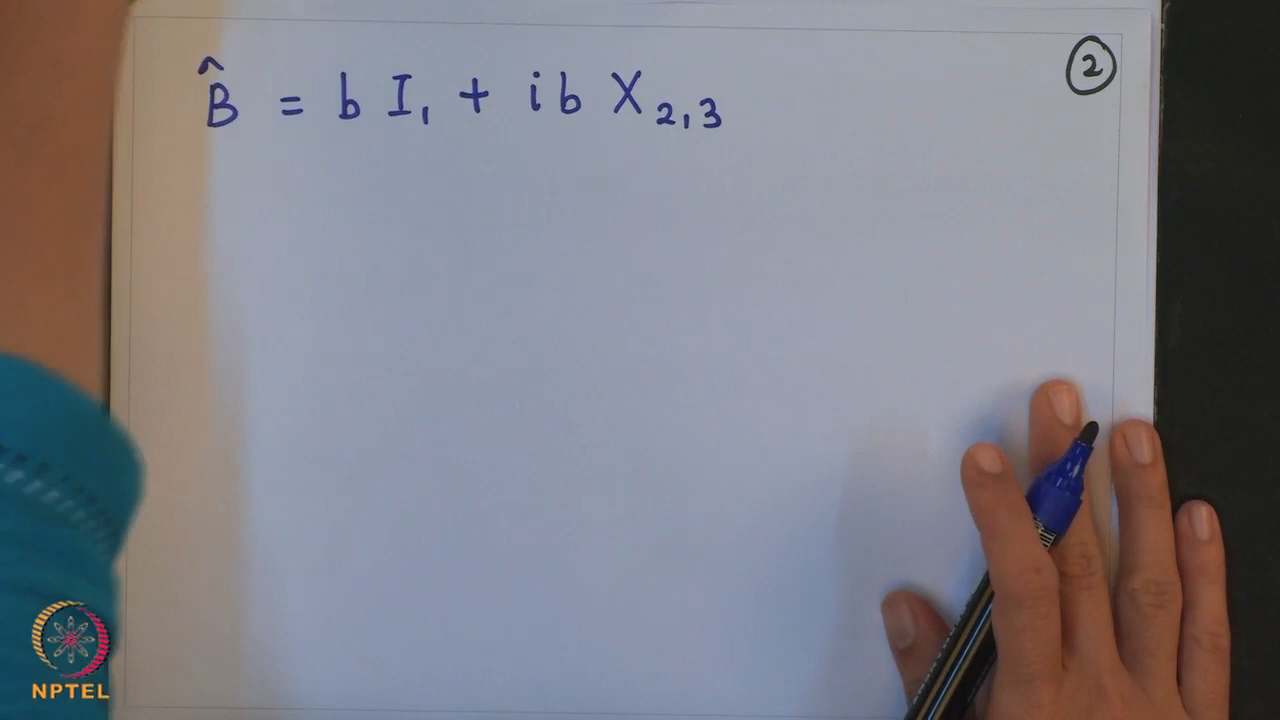 B̂ = b I₁ + i b X₂,₃
2
NPTEL